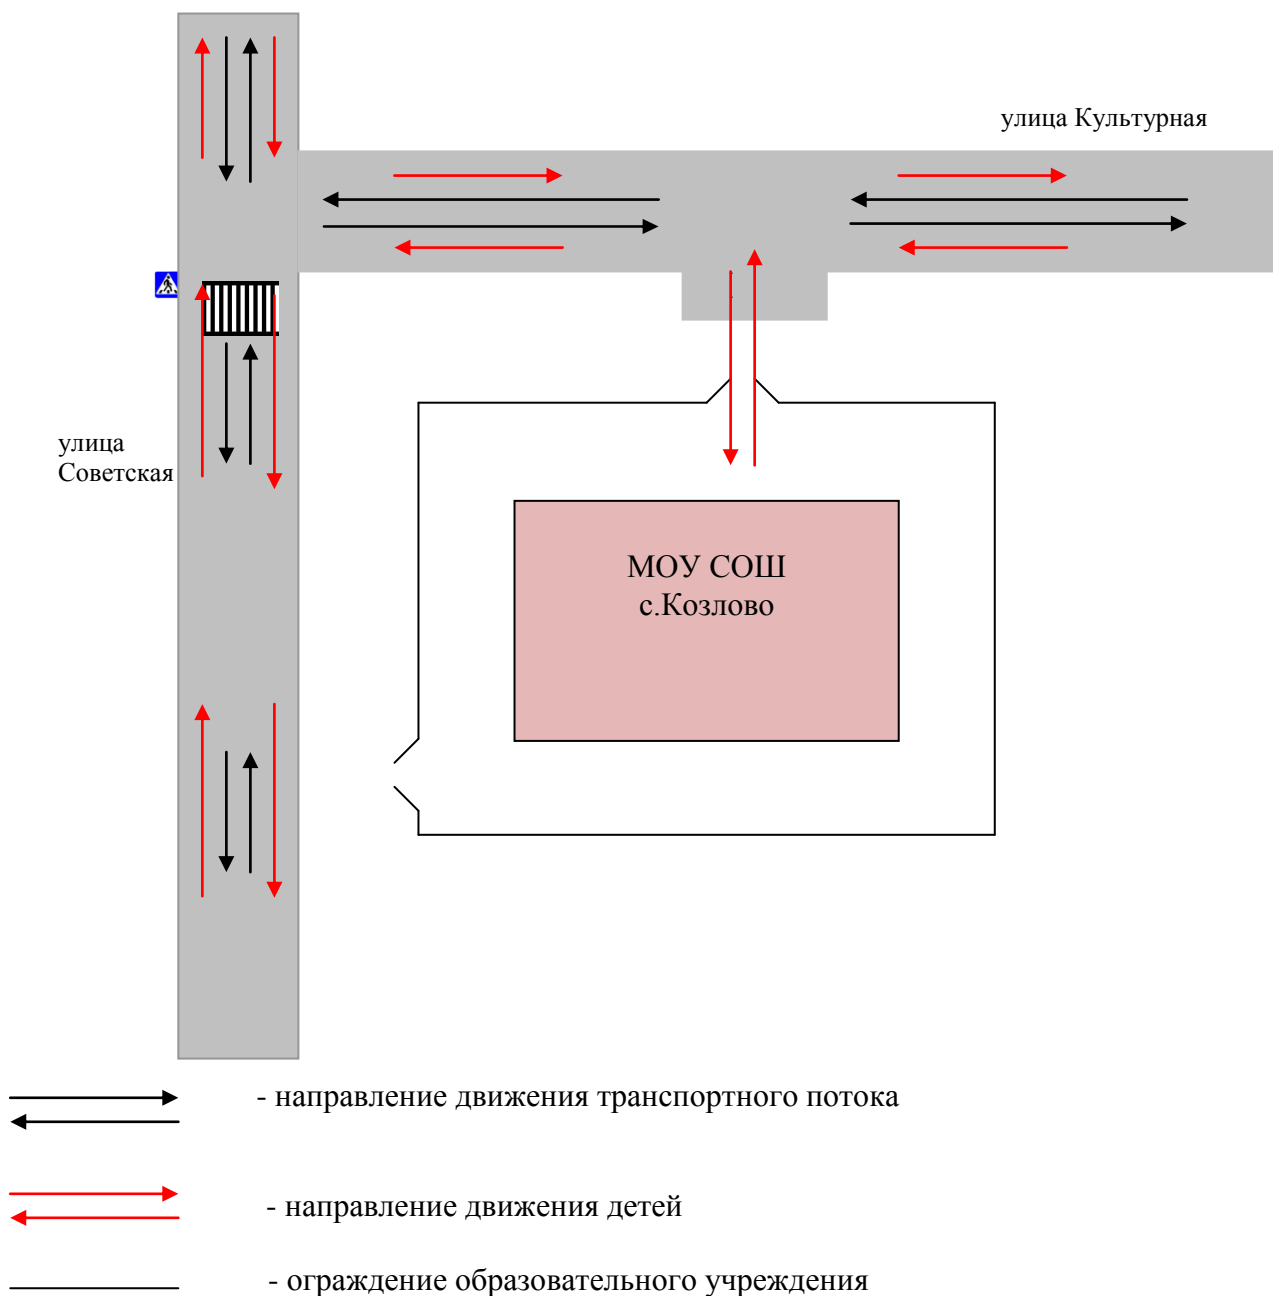 улица Культурная
улица
Советская
МОУ СОШ
с.Козлово
- направление движения транспортного потока
- направление движения детей
- ограждение образовательного учреждения